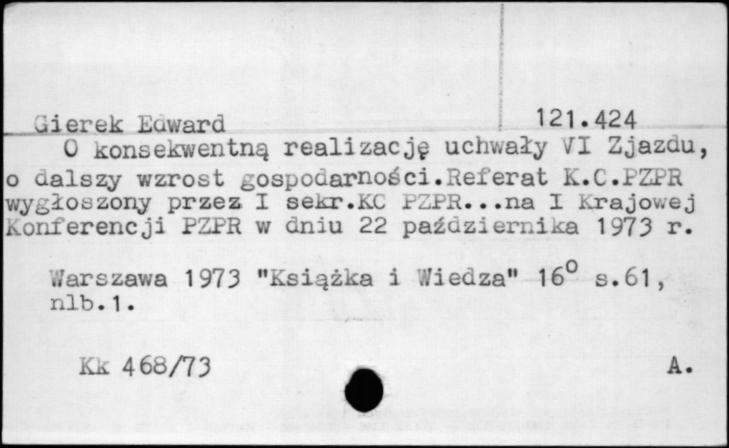 Gierek Edward 121.424
O konsekwentną realizację uchwały VI Zjazdu,
o dalszy wzrost gospodarności.Referat K.C.PZPR
wygłoszony przez I sekr.KC PZPR...na I Krajowej
Konferencji PZPR w dniu 22 października 1973 r.
Warszawa 1973 "Książka i Wiedza" 16° s.61,
nlb.1.
Kk 468/73 A.